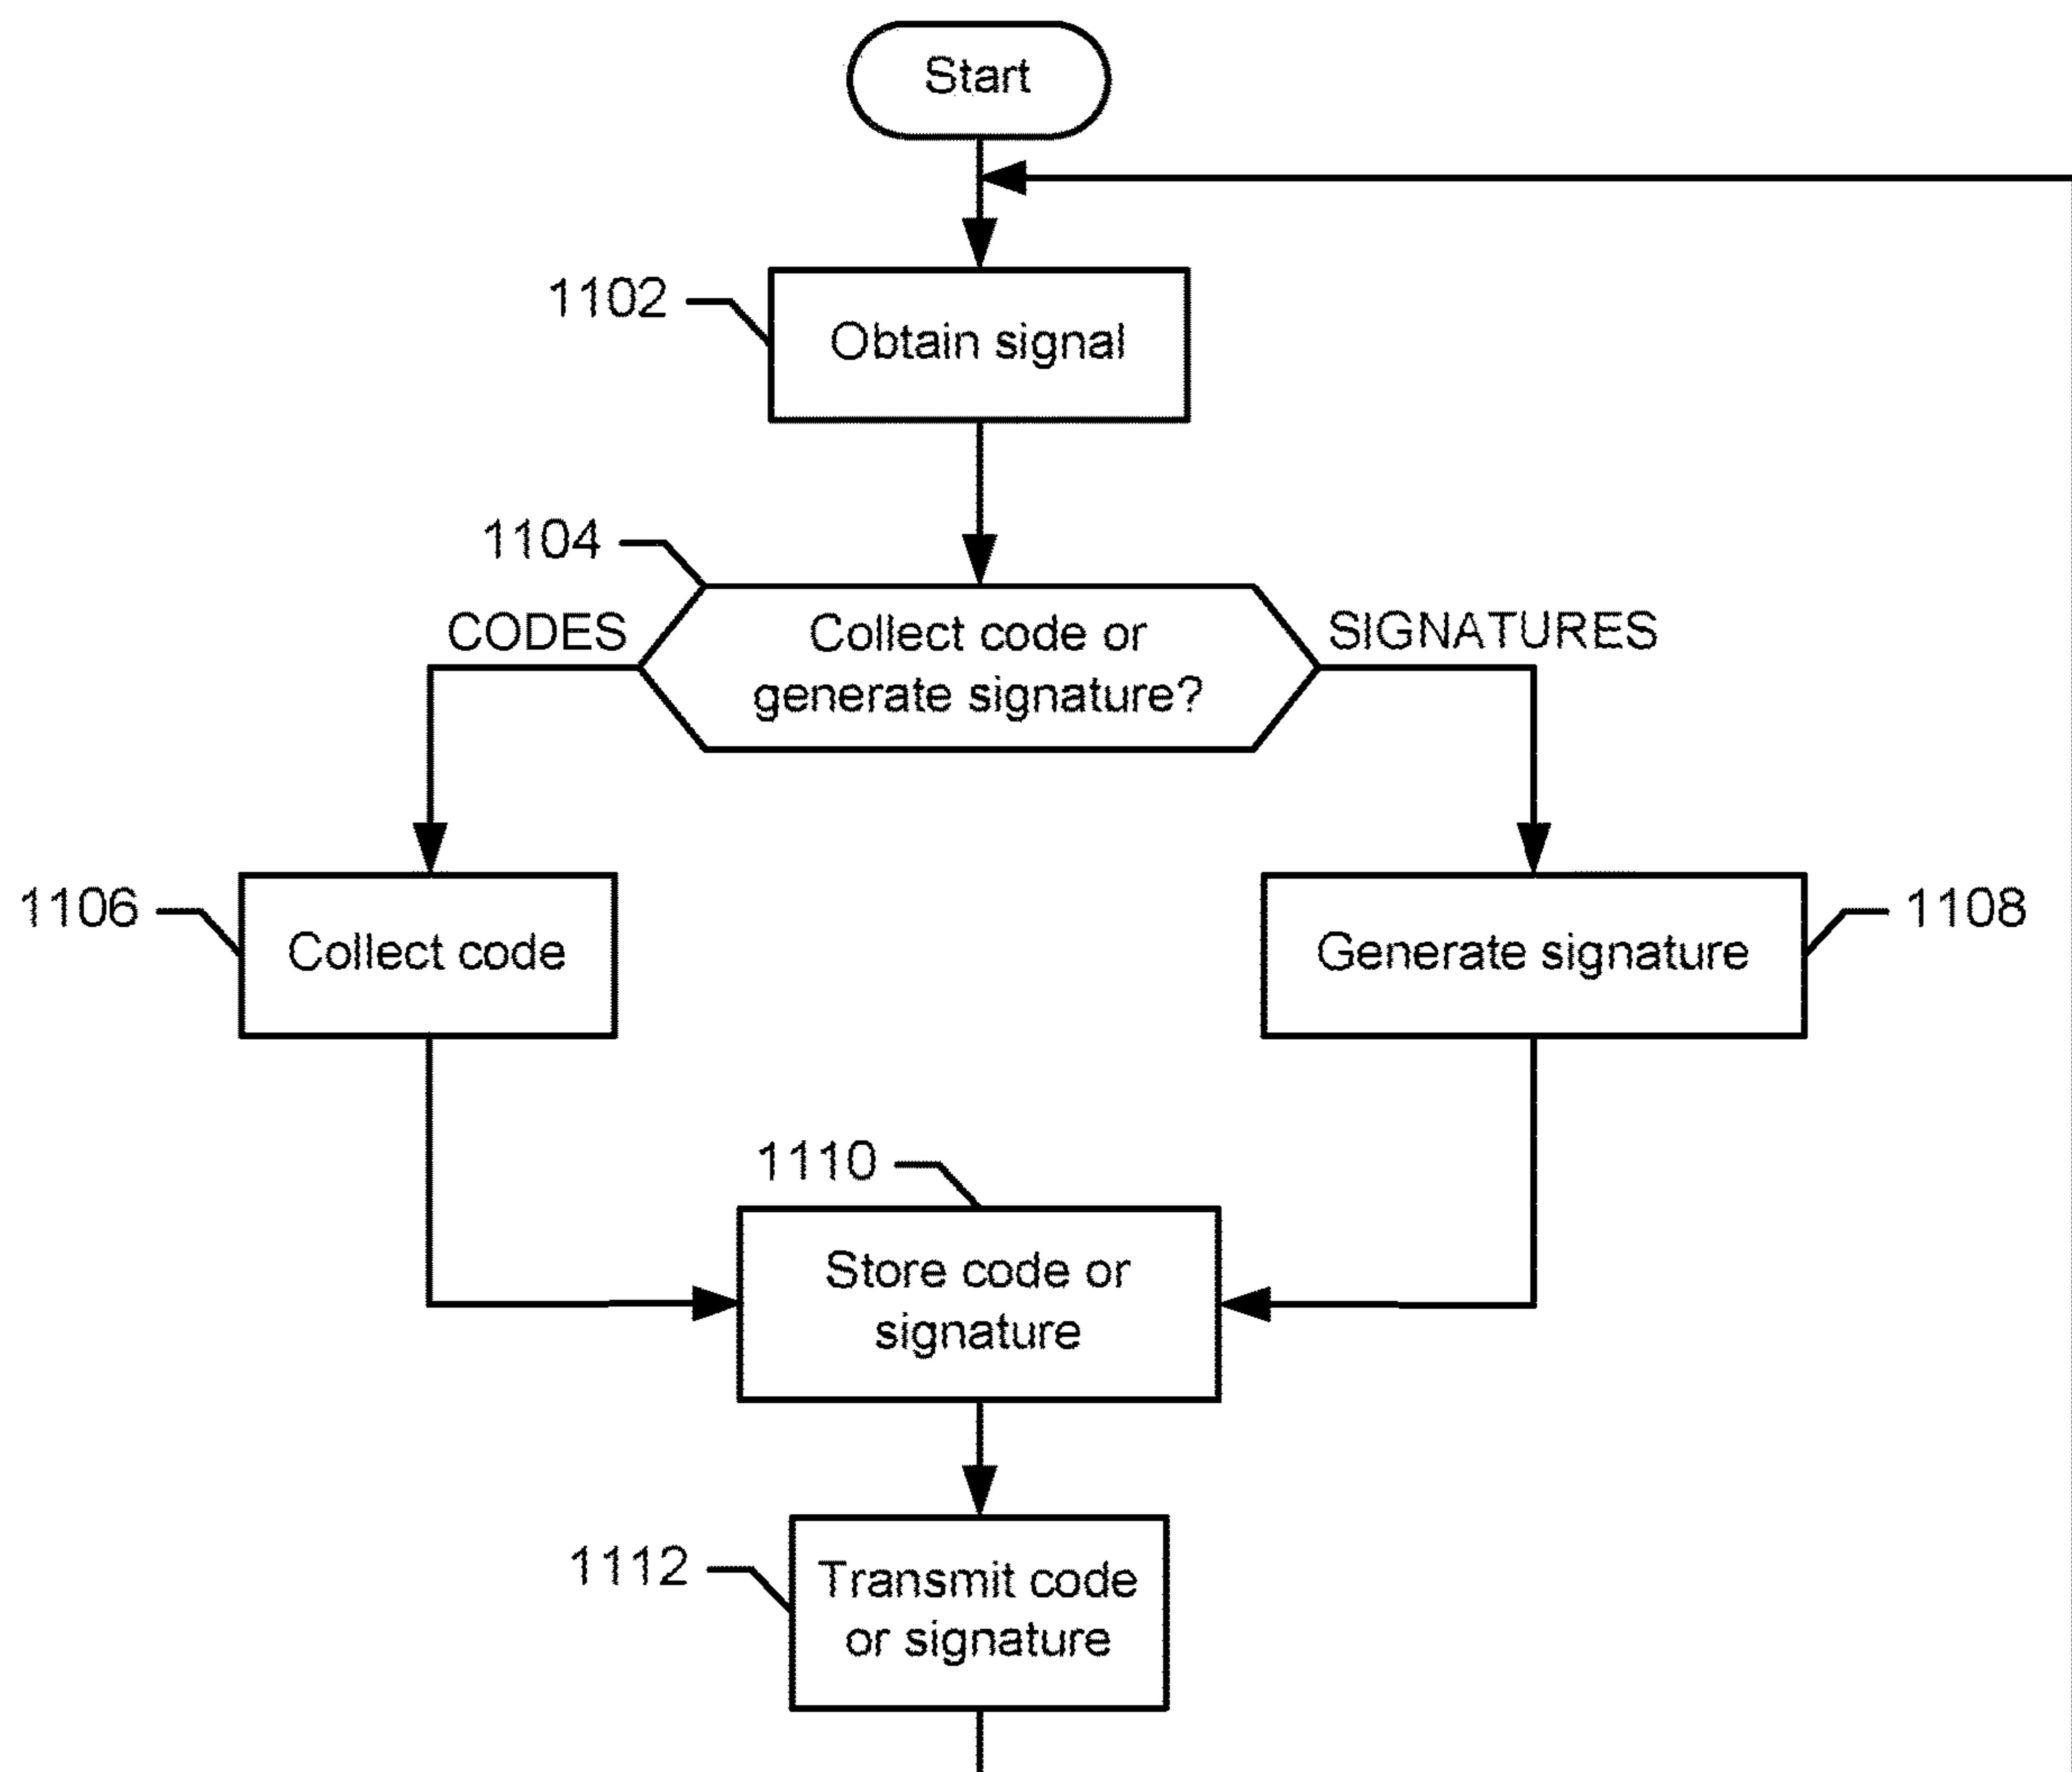 Start
1102
Obtain signal
1104
CODES
Collect code or
generate signature?
SIGNATURES
1106
Collect code
Generate signature
1108
1110
Store code or
signature
1112
Transmit code
or signature